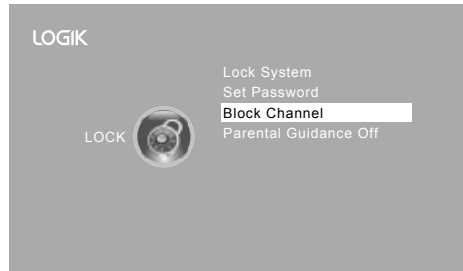 LOGIK
Lock System
Set Password
Block Channel
LOCK
Parental Guidance Off